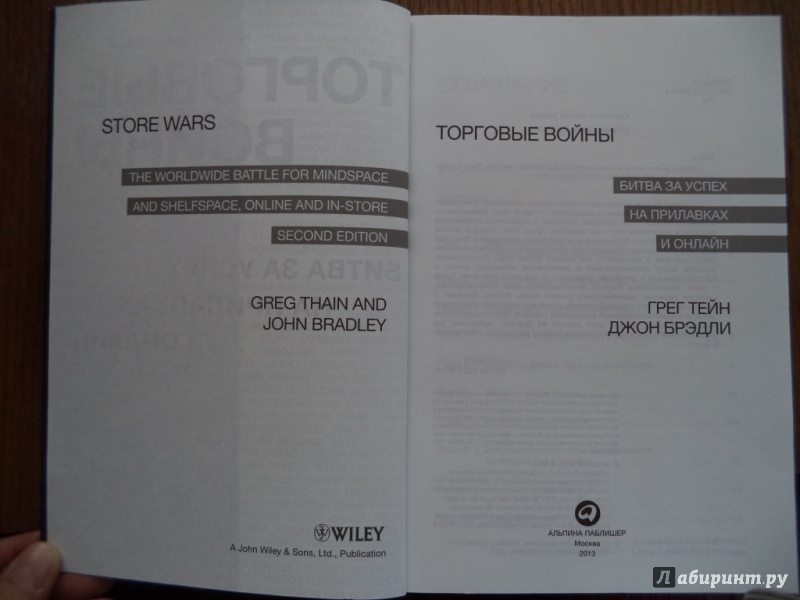 STORE WARS
THE WORLDWIDE BATTLE FOR MINDSPACE
AND SHELFSPACE, ONLINE AND IN-STORE
SECOND EDITION
GREG THAIN AND
JOHN BRADLEY
WILEY
A John Wiley & Sons, Ltd., Publication
ТОРГОВЫЕ ВОЙНЫ
БИТВА ЗА УСПЕХ
НА ПРИЛАВКАХ
И ОНЛАЙН
ГРЕГ ТЕЙН
ДЖОН БРЭДЛИ
АЛЬПИНА ПАБЛИШЕР
Москва
2013
Лабиринт.ру